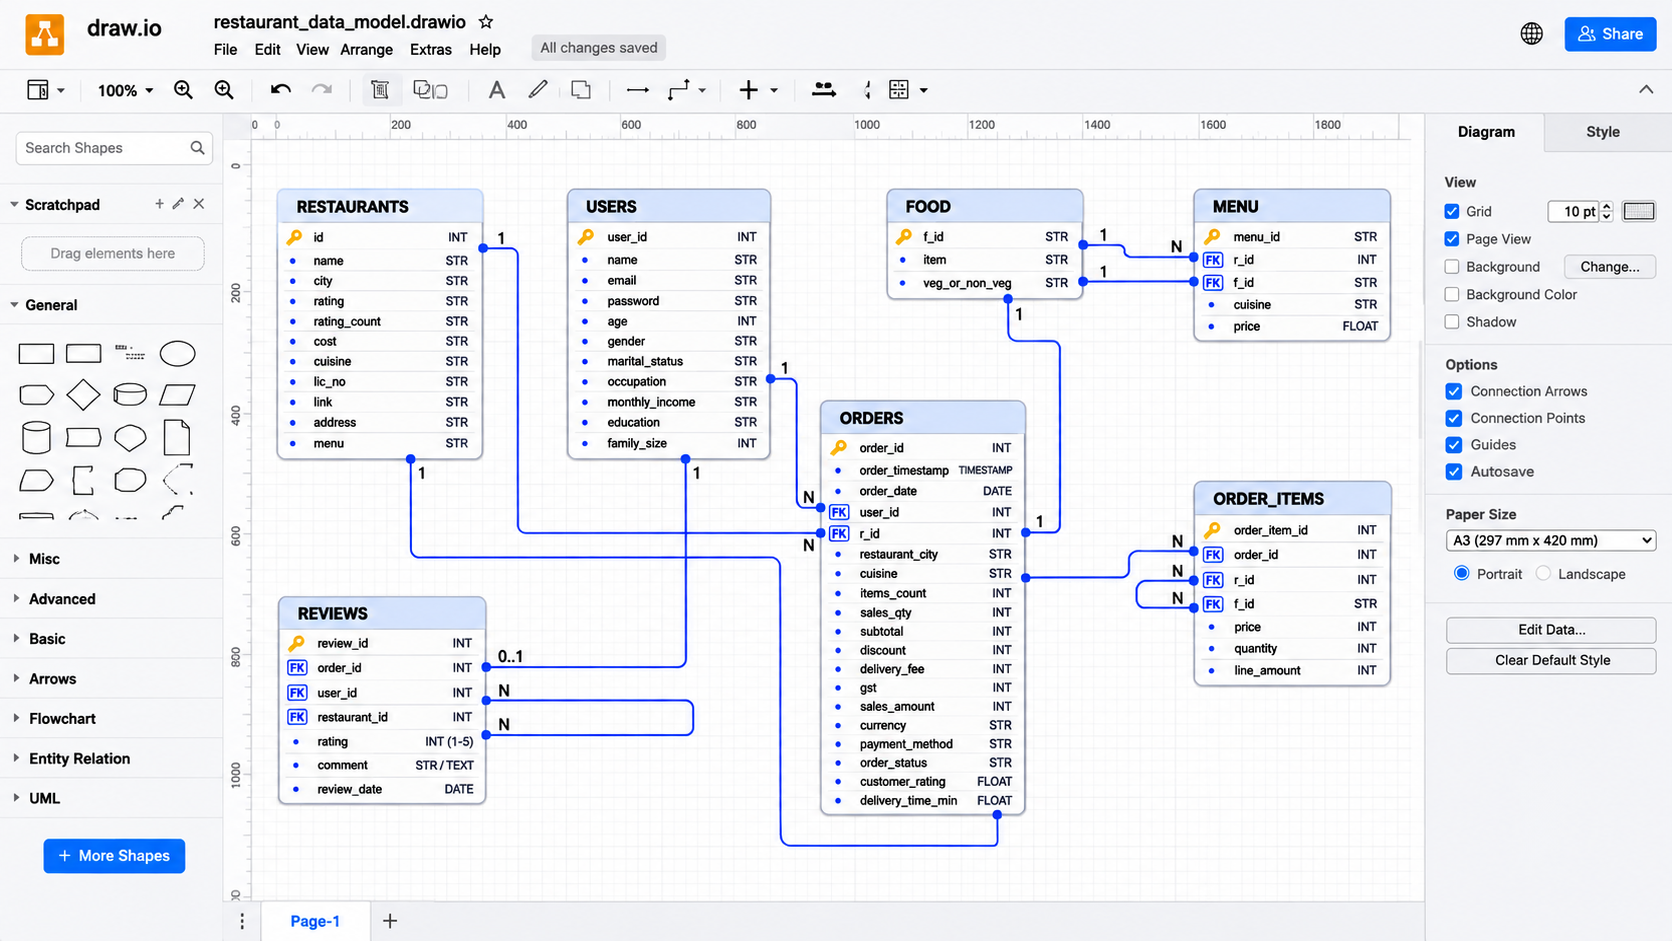 draw.io
restaurant_data_model.drawio
File Edit View Arrange Extras Help
All changes saved
Share
100%
A
Search Shapes
Scratchpad
Drag elements here
General
Misc
Advanced
Basic
Arrows
Flowchart
Entity Relation
UML
+ More Shapes
0 0 200 400 600 800 1000 1200 1400 1600 1800
0
200
400
600
800
1000
RESTAURANTS
id INT
name STR
city STR
rating STR
rating_count STR
cost STR
cuisine STR
lic_no STR
link STR
address STR
menu STR
1
1
USERS
user_id INT
name STR
email STR
password STR
age INT
gender STR
marital_status STR
occupation STR
monthly_income STR
education STR
family_size INT
1
1
FOOD
f_id STR
item STR
veg_or_non_veg STR
1
1
1
N
MENU
menu_id STR
FK r_id INT
FK f_id STR
cuisine STR
price FLOAT
ORDERS
order_id INT
order_timestamp TIMESTAMP
order_date DATE
N
FK user_id INT
FK r_id INT
N
1
restaurant_city STR
cuisine STR
items_count INT
sales_qty INT
subtotal INT
discount INT
delivery_fee INT
gst INT
sales_amount INT
currency STR
payment_method STR
order_status STR
customer_rating FLOAT
delivery_time_min FLOAT
ORDER_ITEMS
order_item_id INT
N FK order_id INT
N FK r_id INT
N FK f_id STR
price INT
quantity INT
line_amount INT
REVIEWS
review_id INT
FK order_id INT 0..1
FK user_id INT N
FK restaurant_id INT N
rating INT (1-5)
comment STR / TEXT
review_date DATE
Page-1
Diagram Style
View
Grid 10 pt
Page View
Background Change...
Background Color
Shadow
Options
Connection Arrows
Connection Points
Guides
Autosave
Paper Size
A3 (297 mm x 420 mm)
Portrait Landscape
Edit Data...
Clear Default Style